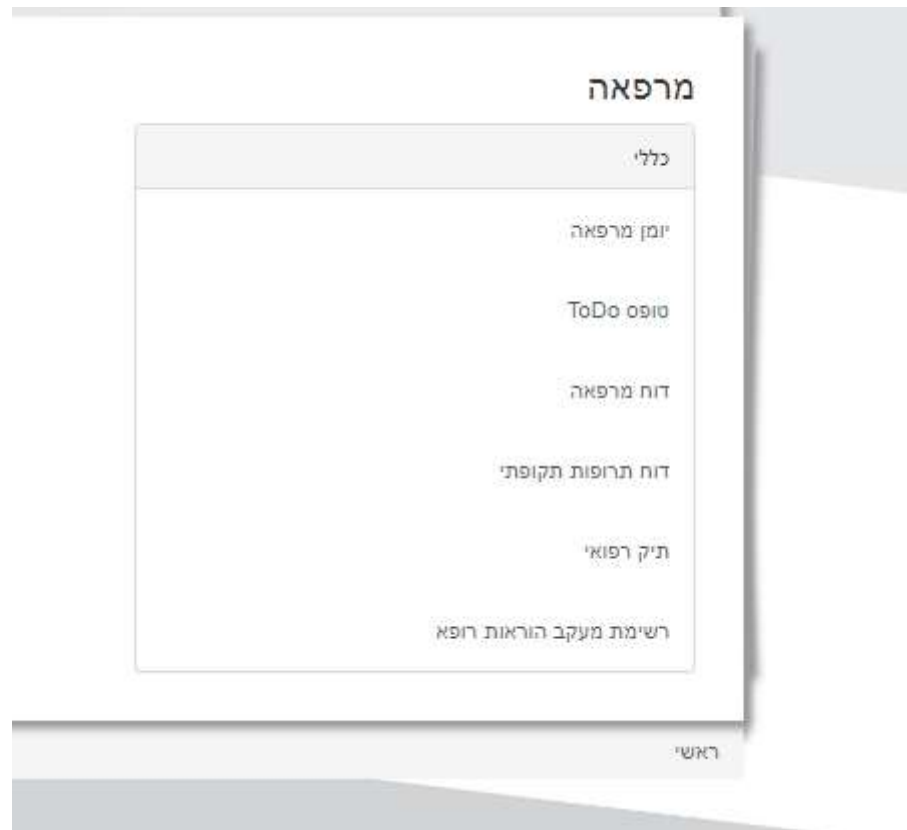 מרפאה
כללי
יומן מרפאה
טופס ToDo
דוח מרפאה
דוח תרופות תקופתי
תיק רפואי
רשימת מעקב הוראות רופא
ראשי